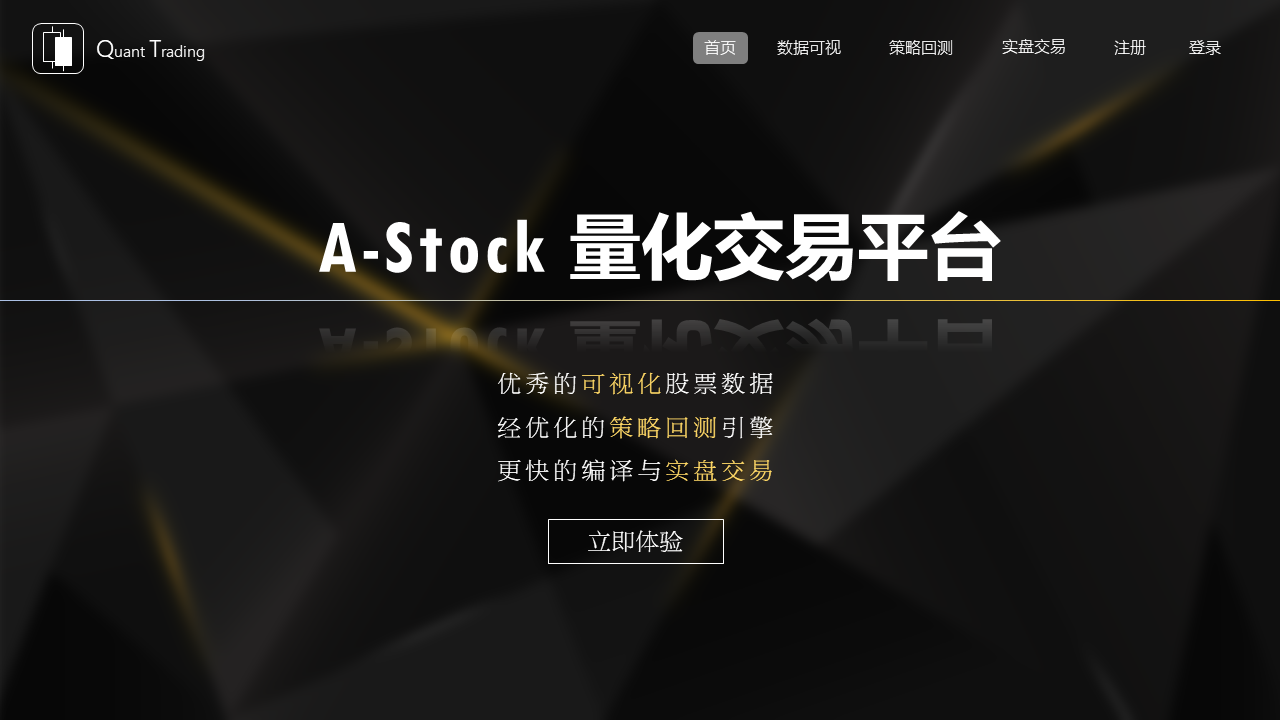 Quant Trading
首页 数据可视 策略回测 实盘交易 注册 登录
A-Stock 量化交易平台
优秀的可视化股票数据
经优化的策略回测引擎
更快的编译与实盘交易
立即体验